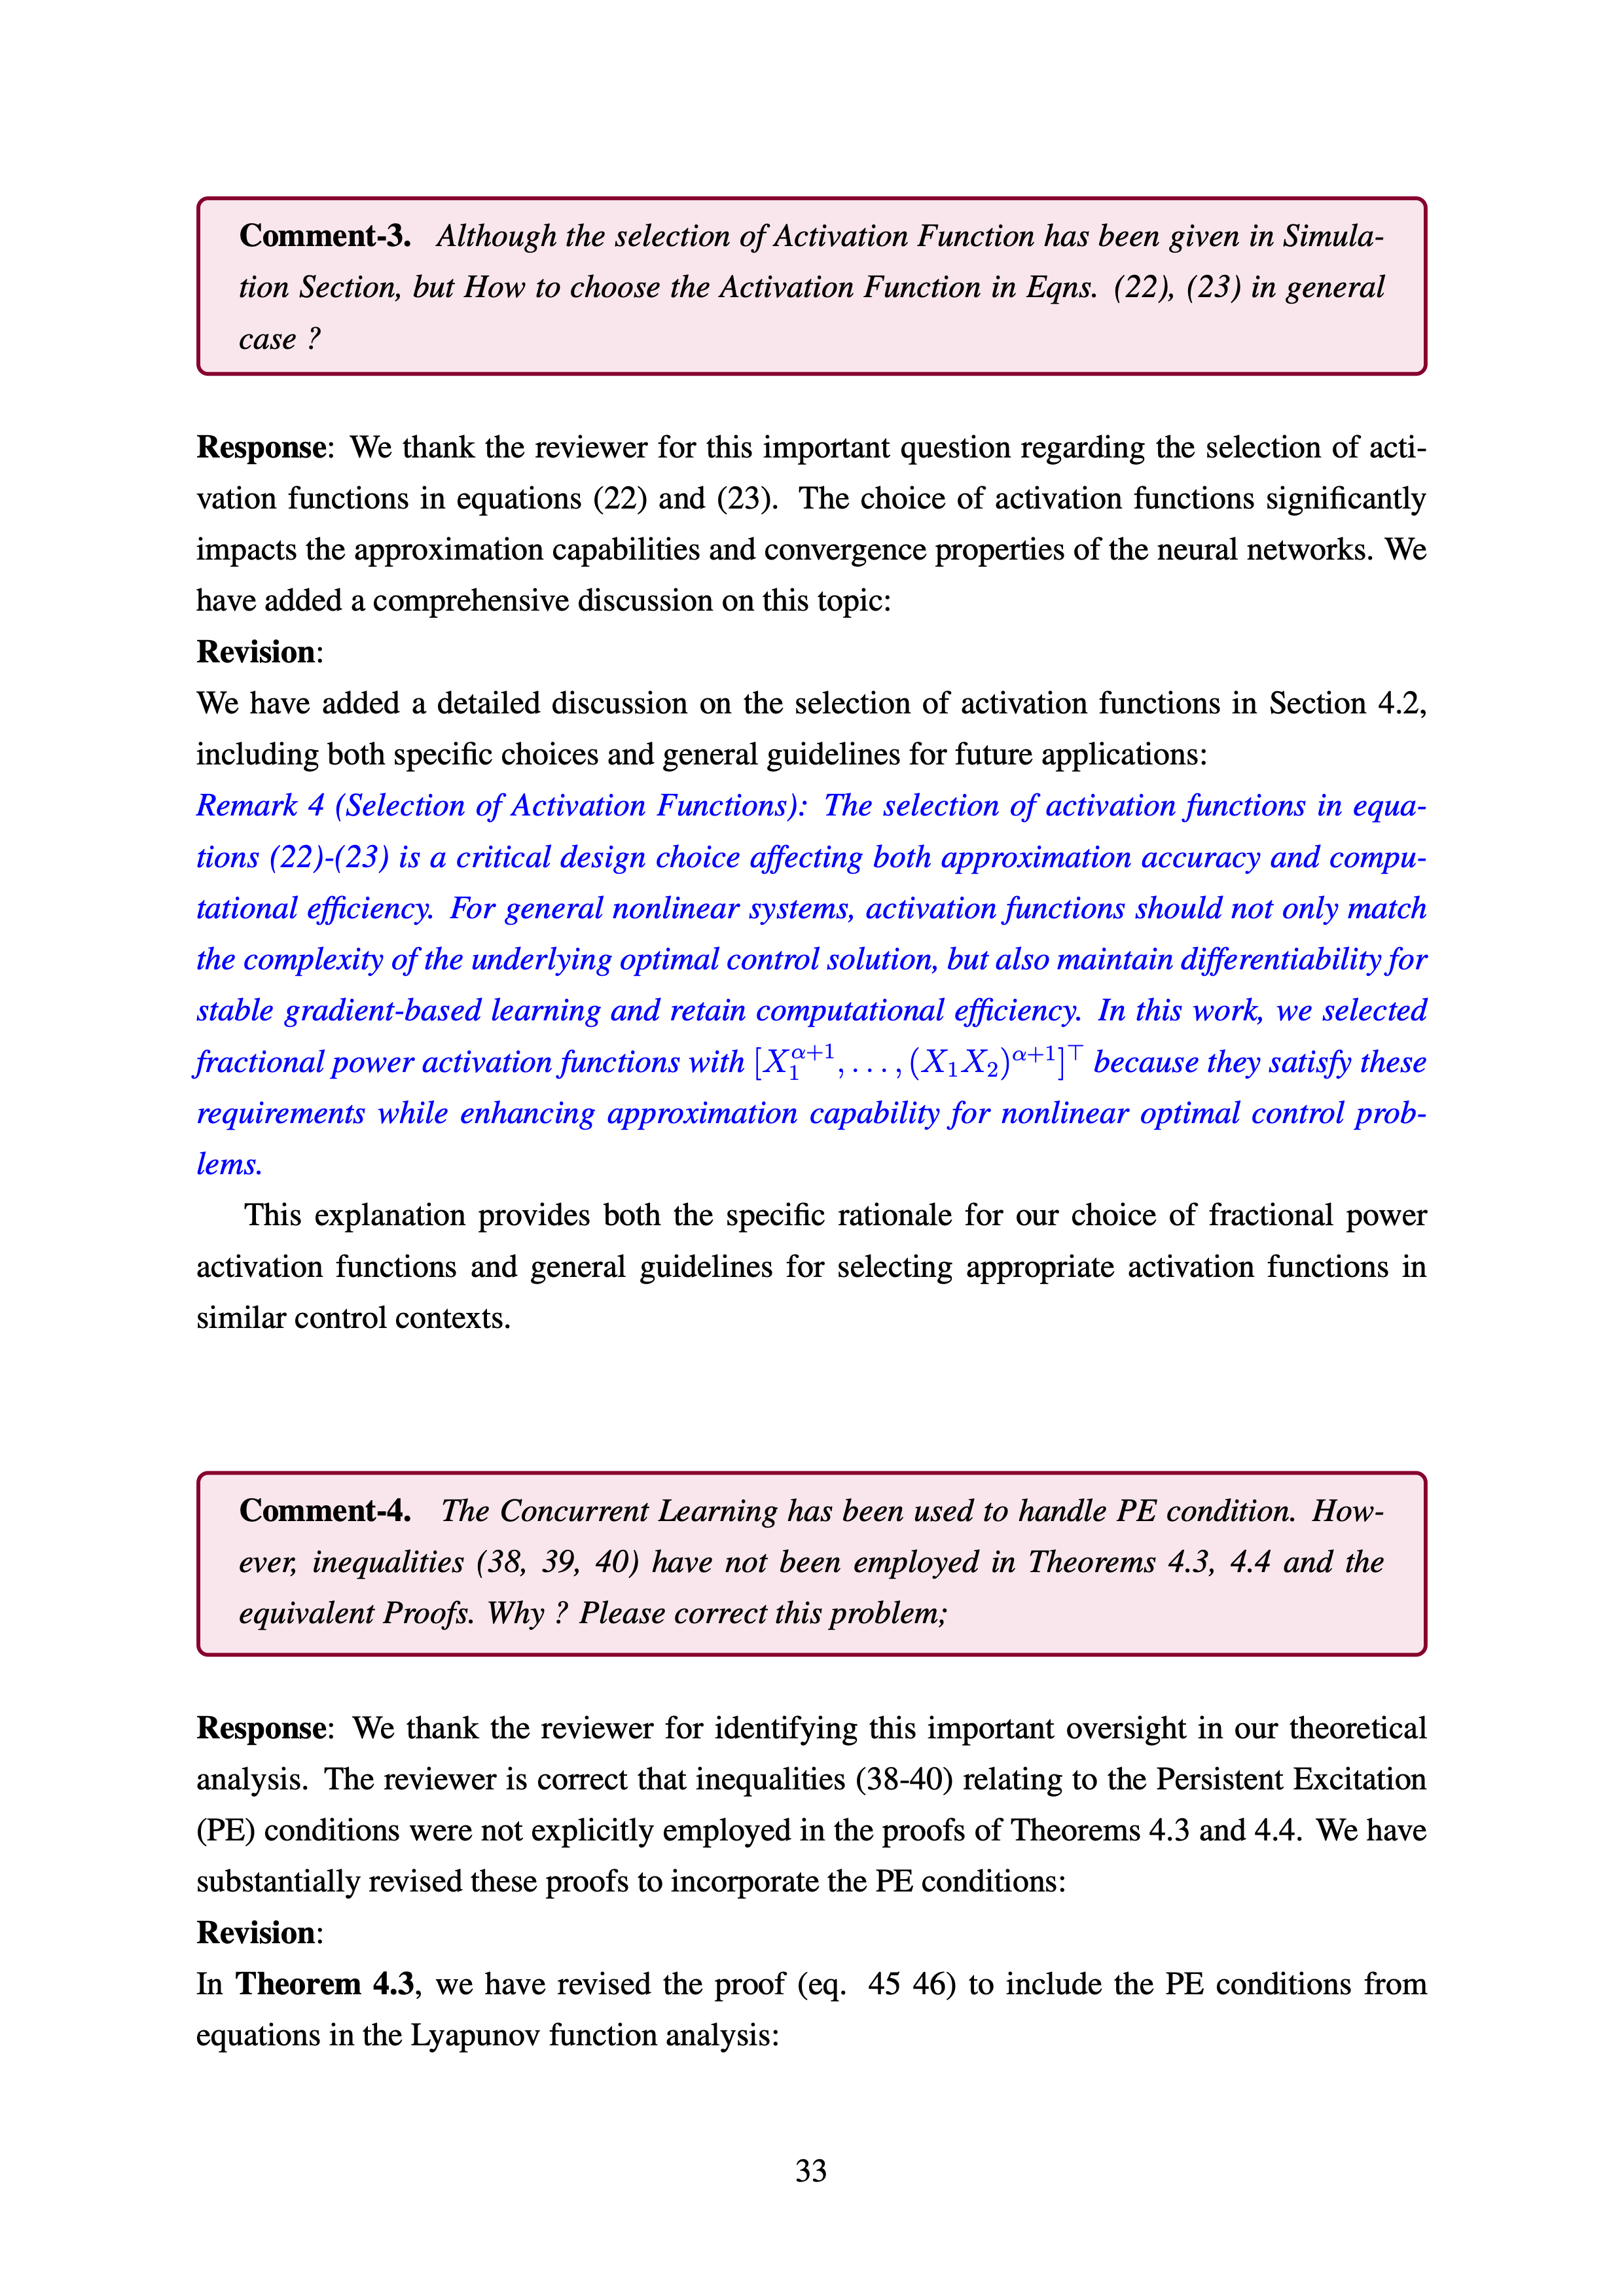 Comment-3. Although the selection of Activation Function has been given in Simula-
tion Section, but How to choose the Activation Function in Eqns. (22), (23) in general
case ?
Response: We thank the reviewer for this important question regarding the selection of acti-
vation functions in equations (22) and (23). The choice of activation functions significantly
impacts the approximation capabilities and convergence properties of the neural networks. We
have added a comprehensive discussion on this topic:
Revision:
We have added a detailed discussion on the selection of activation functions in Section 4.2,
including both specific choices and general guidelines for future applications:
Remark 4 (Selection of Activation Functions): The selection of activation functions in equa-
tions (22)-(23) is a critical design choice affecting both approximation accuracy and compu-
tational efficiency. For general nonlinear systems, activation functions should not only match
the complexity of the underlying optimal control solution, but also maintain differentiability for
stable gradient-based learning and retain computational efficiency. In this work, we selected
fractional power activation functions with $[X_1^{\alpha+1}, \ldots, (X_1X_2)^{\alpha+1}]^\top$ because they satisfy these
requirements while enhancing approximation capability for nonlinear optimal control prob-
lems.
This explanation provides both the specific rationale for our choice of fractional power
activation functions and general guidelines for selecting appropriate activation functions in
similar control contexts.
Comment-4. The Concurrent Learning has been used to handle PE condition. How-
ever, inequalities (38, 39, 40) have not been employed in Theorems 4.3, 4.4 and the
equivalent Proofs. Why ? Please correct this problem;
Response: We thank the reviewer for identifying this important oversight in our theoretical
analysis. The reviewer is correct that inequalities (38-40) relating to the Persistent Excitation
(PE) conditions were not explicitly employed in the proofs of Theorems 4.3 and 4.4. We have
substantially revised these proofs to incorporate the PE conditions:
Revision:
In Theorem 4.3, we have revised the proof (eq. 45 46) to include the PE conditions from
equations in the Lyapunov function analysis:
33